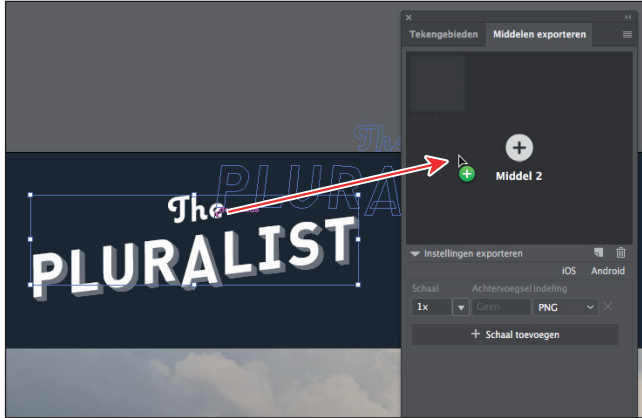 Tekengebieden Middelen exporteren
The
PLURA
Middel 2
The
PLURALIST
Instellingen exporteren
iOS Android
Schaal Achtervoegsel Indeling
1x Geen PNG
+ Schaal toevoegen